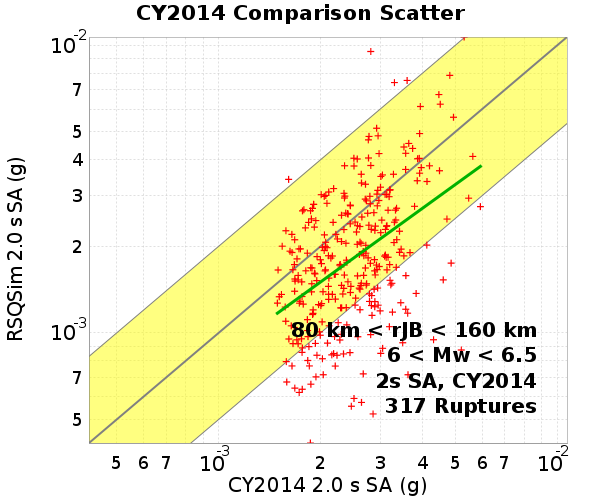 CY2014 Comparison Scatter
RSQSim 2.0 s SA (g)
10-2
7
5
4
3
2
10-3
7
5
80 km < rJB < 160 km
6 < Mw < 6.5
2s SA, CY2014
317 Ruptures
5 6 7 10-3 2 3 4 5 6 7 10-2
CY2014 2.0 s SA (g)